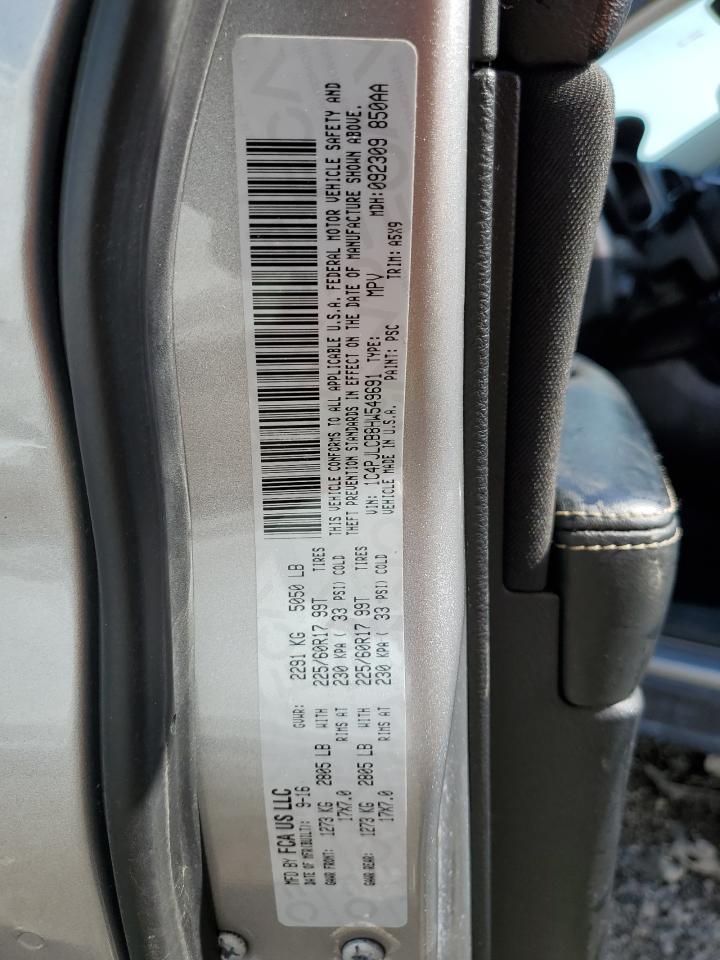 MFD BY FCA US LLC
DATE OF MFR(BUILT): 9-16 GVWR: 2291 KG 5050 LB
GAWR FRONT: 1273 KG 2805 LB WITH 225/60R17 99T TIRES
17X7.0 RIMS AT 230 KPA ( 33 PSI) COLD
GAWR REAR: 1273 KG 2805 LB WITH 225/60R17 99T TIRES
17X7.0 RIMS AT 230 KPA ( 33 PSI) COLD
THIS VEHICLE CONFORMS TO ALL APPLICABLE U.S.A. FEDERAL MOTOR VEHICLE SAFETY AND
THEFT PREVENTION STANDARDS IN EFFECT ON THE DATE OF MANUFACTURE SHOWN ABOVE.
VIN: 1C4PJLCB8HW549691 TYPE: MPV MDH:092309 850AA
VEHICLE MADE IN U.S.A. PAINT: PSC TRIM: A5X9